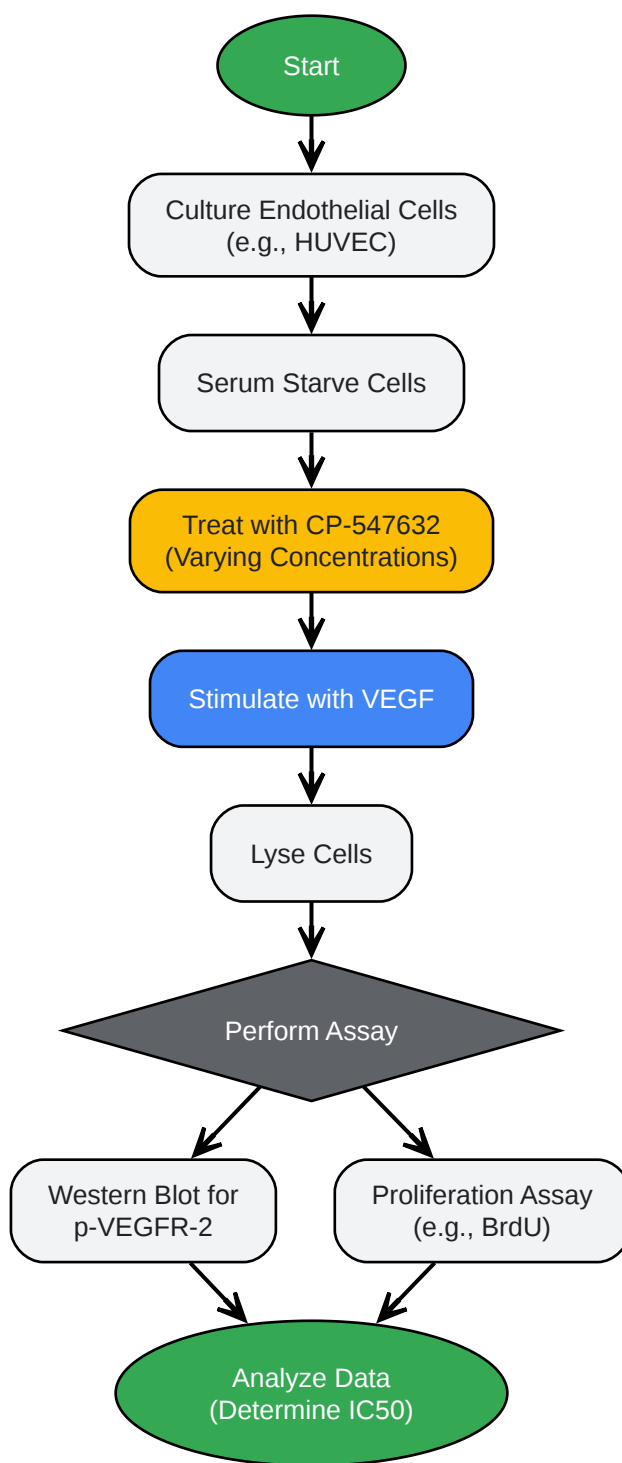 Start
Culture Endothelial Cells
(e.g., HUVEC)
Serum Starve Cells
Treat with CP-547632
(Varying Concentrations)
Stimulate with VEGF
Lyse Cells
Perform Assay
Western Blot for
p-VEGFR-2
Proliferation Assay
(e.g., BrdU)
Analyze Data
(Determine IC50)